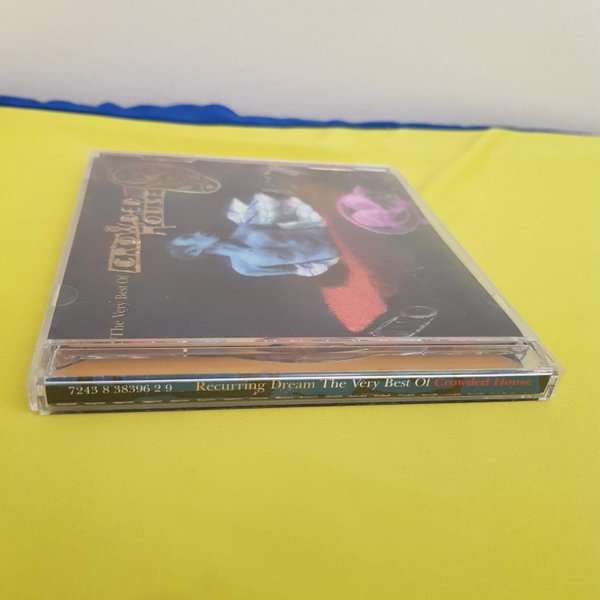 The Very Best Of
CROWDED
HOUSE
7243 8 38396 2 9 Recurring Dream The Very Best Of Crowded House